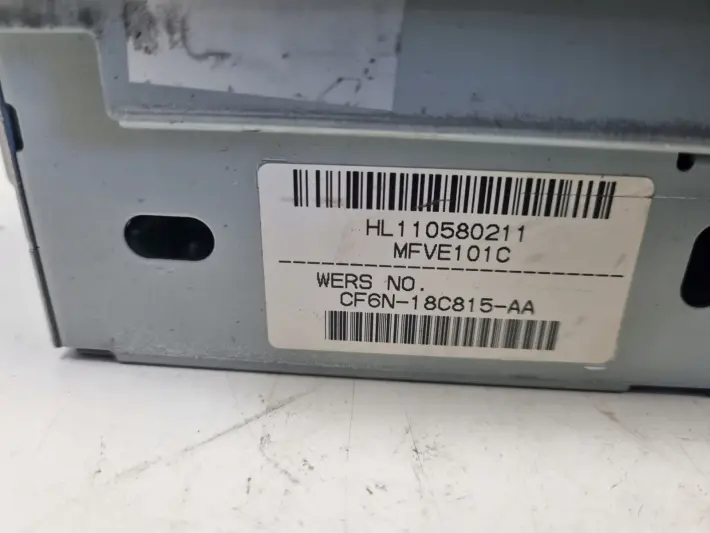 HL110580211
MFVE101C
WERS NO.
CF6N-18C815-AA